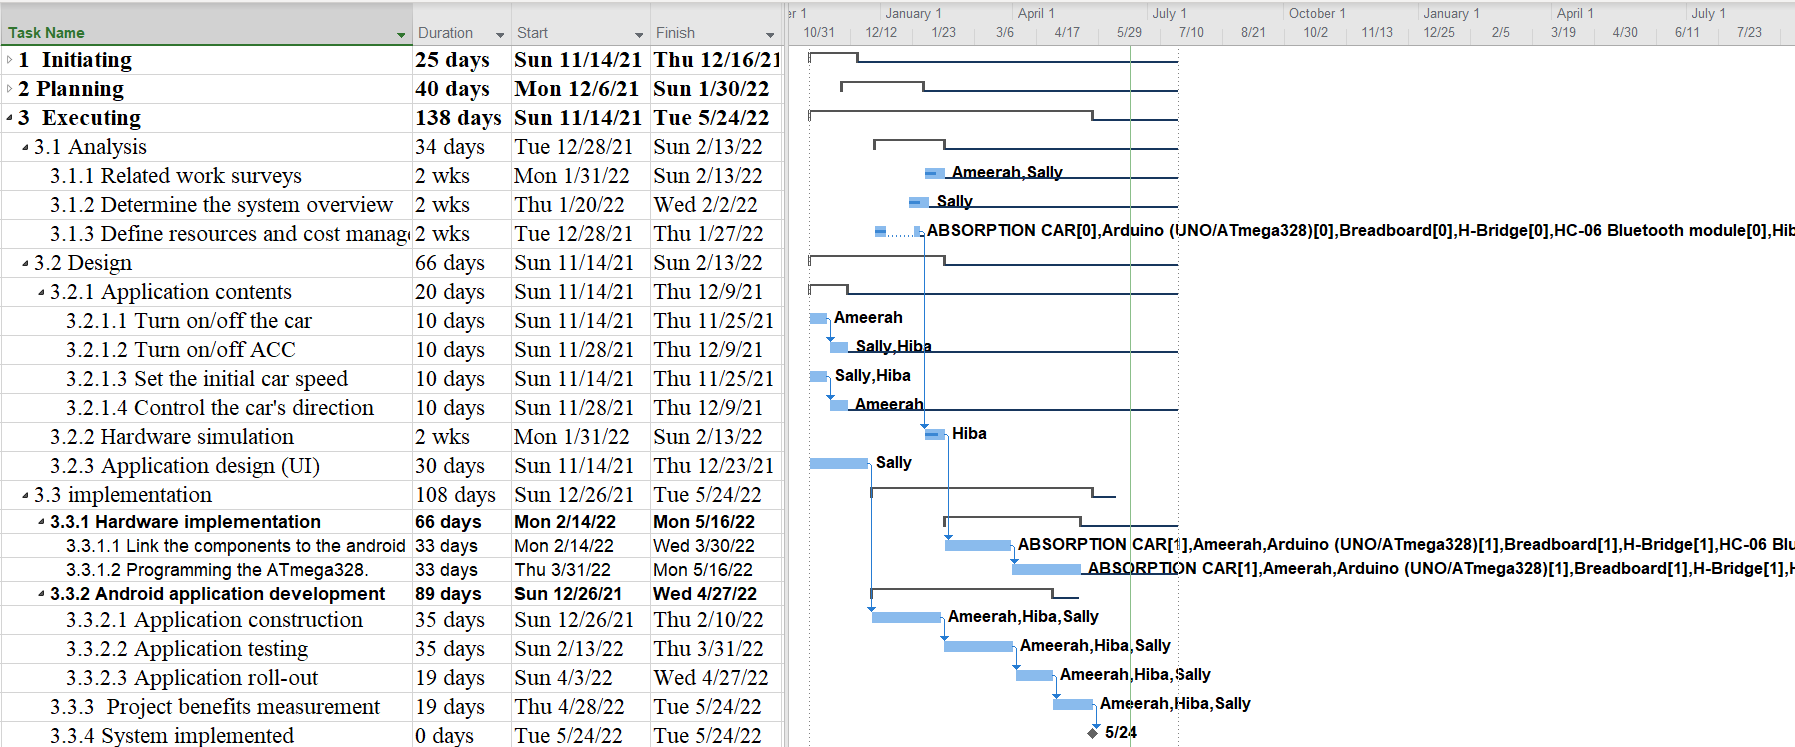 er 1 January 1 April 1 July 1 October 1 January 1 April 1 July 1
Task Name Duration Start Finish 10/31 12/12 1/23 3/6 4/17 5/29 7/10 8/21 10/2 11/13 12/25 2/5 3/19 4/30 6/11 7/23
1 Initiating 25 days Sun 11/14/21 Thu 12/16/21
2 Planning 40 days Mon 12/6/21 Sun 1/30/22
3 Executing 138 days Sun 11/14/21 Tue 5/24/22
3.1 Analysis 34 days Tue 12/28/21 Sun 2/13/22
3.1.1 Related work surveys 2 wks Mon 1/31/22 Sun 2/13/22 Ameerah,Sally
3.1.2 Determine the system overview 2 wks Thu 1/20/22 Wed 2/2/22 Sally
3.1.3 Define resources and cost manag 2 wks Tue 12/28/21 Thu 1/27/22 ABSORPTION CAR[0],Arduino (UNO/ATmega328)[0],Breadboard[0],H-Bridge[0],HC-06 Bluetooth module[0],Hib
3.2 Design 66 days Sun 11/14/21 Sun 2/13/22
3.2.1 Application contents 20 days Sun 11/14/21 Thu 12/9/21
3.2.1.1 Turn on/off the car 10 days Sun 11/14/21 Thu 11/25/21 Ameerah
3.2.1.2 Turn on/off ACC 10 days Sun 11/28/21 Thu 12/9/21 Sally,Hiba
3.2.1.3 Set the initial car speed 10 days Sun 11/14/21 Thu 11/25/21 Sally,Hiba
3.2.1.4 Control the car's direction 10 days Sun 11/28/21 Thu 12/9/21 Ameerah
3.2.2 Hardware simulation 2 wks Mon 1/31/22 Sun 2/13/22 Hiba
3.2.3 Application design (UI) 30 days Sun 11/14/21 Thu 12/23/21 Sally
3.3 implementation 108 days Sun 12/26/21 Tue 5/24/22
3.3.1 Hardware implementation 66 days Mon 2/14/22 Mon 5/16/22
3.3.1.1 Link the components to the android 33 days Mon 2/14/22 Wed 3/30/22 ABSORPTION CAR[1],Ameerah,Arduino (UNO/ATmega328)[1],Breadboard[1],H-Bridge[1],HC-06 Blu
3.3.1.2 Programming the ATmega328. 33 days Thu 3/31/22 Mon 5/16/22 ABSORPTION CAR[1],Ameerah,Arduino (UNO/ATmega328)[1],Breadboard[1],H-Bridge[1],H
3.3.2 Android application development 89 days Sun 12/26/21 Wed 4/27/22
3.3.2.1 Application construction 35 days Sun 12/26/21 Thu 2/10/22 Ameerah,Hiba,Sally
3.3.2.2 Application testing 35 days Sun 2/13/22 Thu 3/31/22 Ameerah,Hiba,Sally
3.3.2.3 Application roll-out 19 days Sun 4/3/22 Wed 4/27/22 Ameerah,Hiba,Sally
3.3.3 Project benefits measurement 19 days Thu 4/28/22 Tue 5/24/22 Ameerah,Hiba,Sally
3.3.4 System implemented 0 days Tue 5/24/22 Tue 5/24/22 5/24